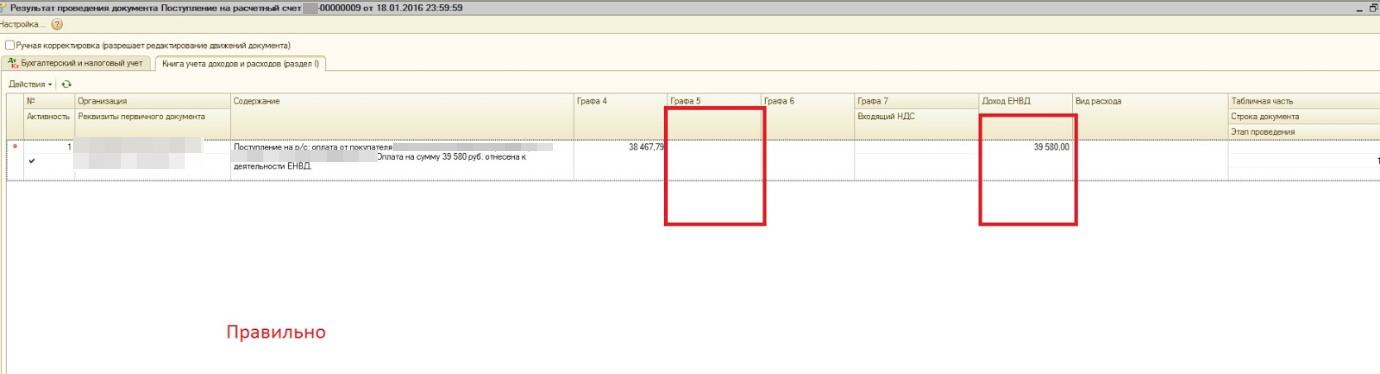 Результат проведения документа Поступление на расчетный счет -00000009 от 18.01.2016 23:59:59
Настройка...
Ручная корректировка (разрешает редактирование движений документа)
Бухгалтерский и налоговый учет Книга учета доходов и расходов (раздел I)
Действия
№ Организация Содержание Графа 4 Графа 5 Графа 6 Графа 7 Доход ЕНВД Вид расхода Табличная часть
Активность Реквизиты первичного документа Входящий НДС Строка документа
Этап проведения
1 Поступление на р/с: оплата от покупателя 38 467,79 39 580,00
Оплата на сумму 39 580 руб. отнесена к 1
деятельности ЕНВД.
Правильно